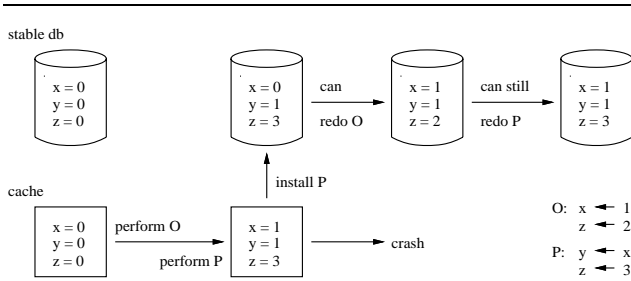 stable db
x = 0
y = 0
z = 0
x = 0
y = 1
z = 3
can
redo O
x = 1
y = 1
z = 2
can still
redo P
x = 1
y = 1
z = 3
install P
cache
x = 0
y = 0
z = 0
perform O
perform P
x = 1
y = 1
z = 3
crash
O: x ← 1
z ← 2
P: y ← x
z ← 3